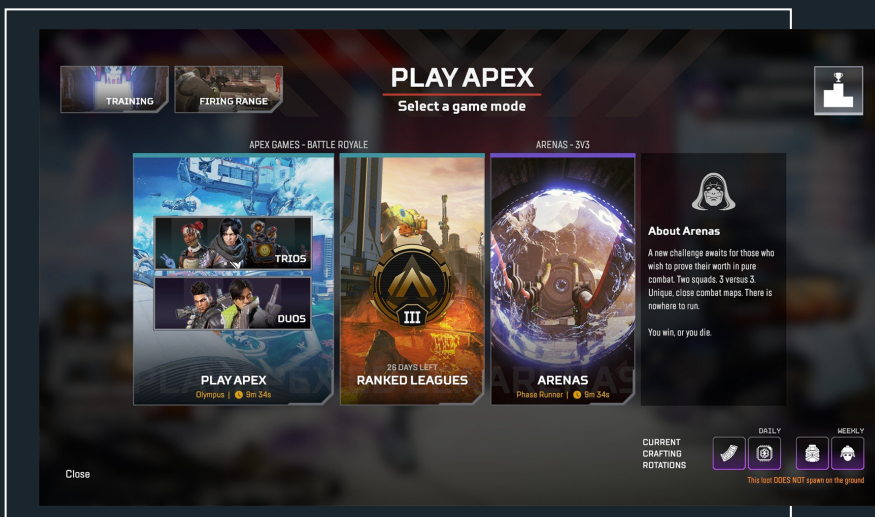 PLAY APEX
Select a game mode
TRAINING
FIRING RANGE
APEX GAMES - BATTLE ROYALE
ARENAS - 3V3
TRIOS
DUOS
PLAY APEX
Olympus | 9m 34s
III
26 DAYS LEFT
RANKED LEAGUES
ARENAS
Phase Runner | 9m 34s
About Arenas
A new challenge awaits for those who
wish to prove their worth in pure
combat. Two squads. 3 versus 3.
Unique, close combat maps. There is
nowhere to run.
You win, or you die.
CURRENT
CRAFTING
ROTATIONS
DAILY
WEEKLY
This loot DOES NOT spawn on the ground
Close